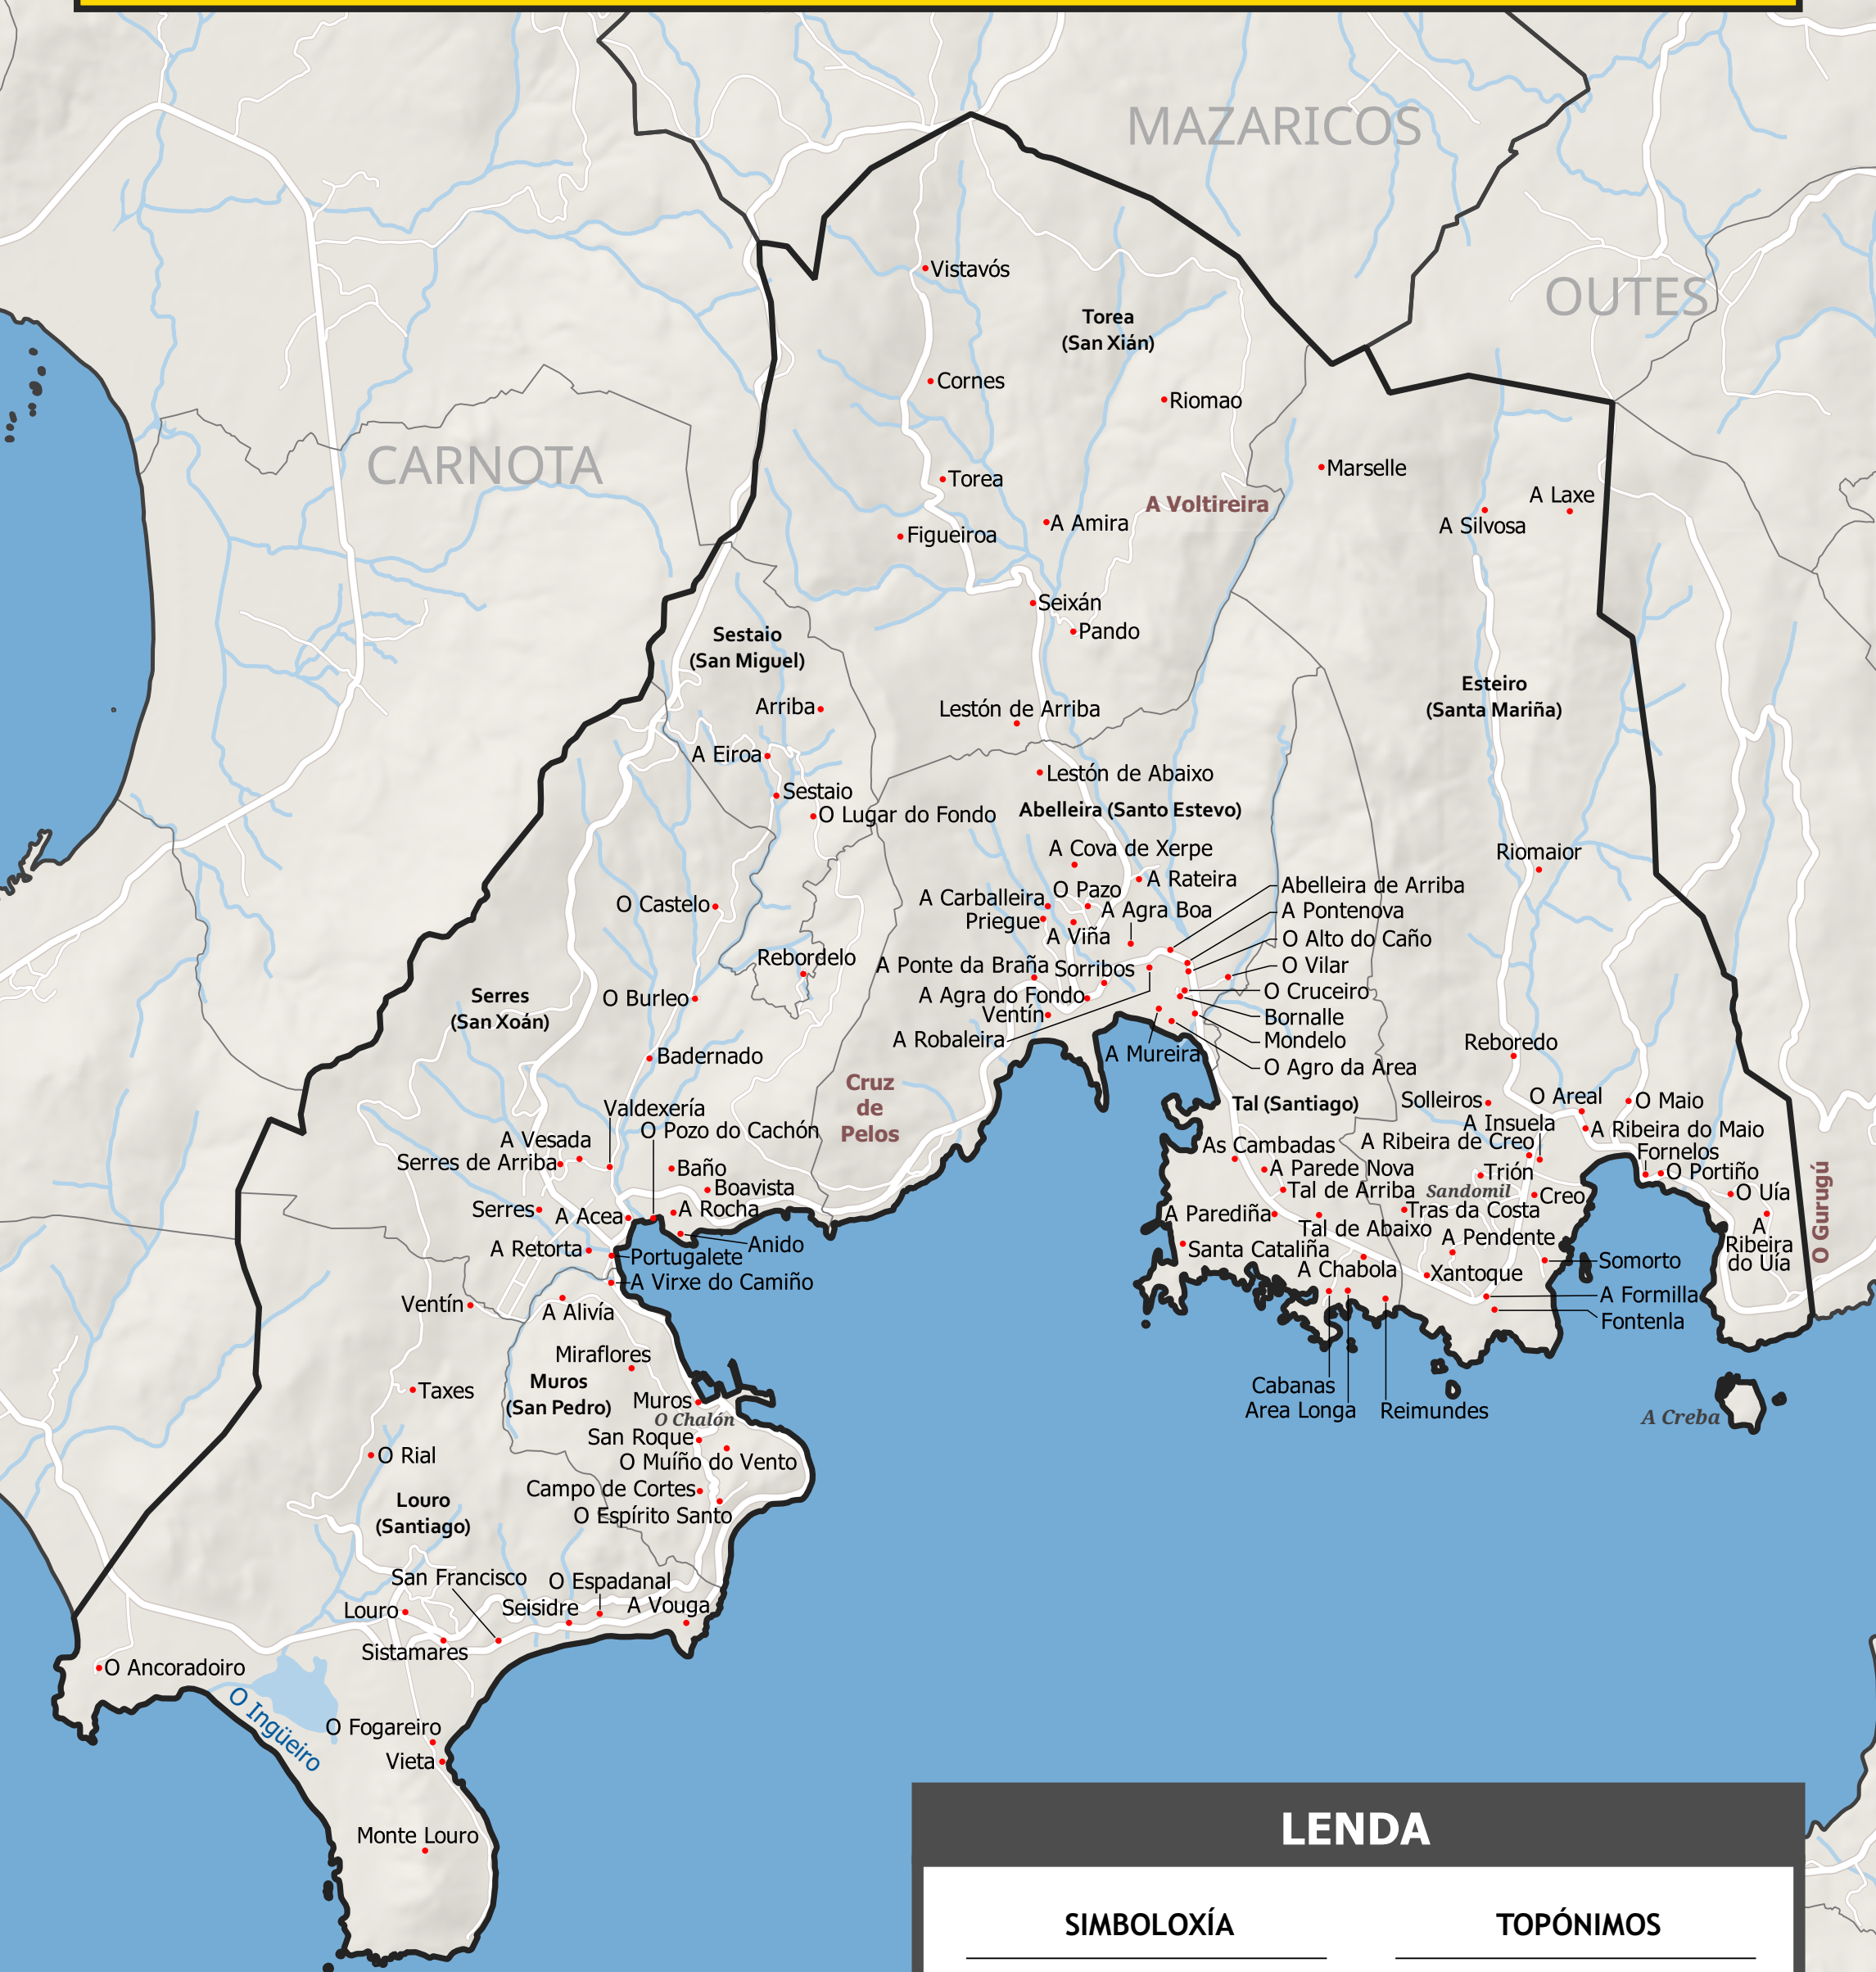 MAZARICOS
Vistavós
OUTES
Torea
(San Xián)
Cornes
Riomao
CARNOTA
Marselle
Torea
A Laxe
A Voltireira
A Amira
A Silvosa
Figueiroa
Seixán
Pando
Sestaio
(San Miguel)
Esteiro
(Santa Mariña)
Arriba
Lestón de Arriba
A Eiroa
Lestón de Abaixo
Sestaio
Abelleira (Santo Estevo)
O Lugar do Fondo
A Cova de Xerpe
Riomaior
A Rateira
Abelleira de Arriba
O Pazo
A Carballeira
O Castelo
A Agra Boa
A Pontenova
Priegue
A Viña
O Alto do Caño
Rebordelo
A Ponte da Braña
Sorribos
O Vilar
O Cruceiro
Serres
(San Xoán)
O Burleo
A Agra do Fondo
Ventín
Bornalle
A Robaleira
Mondelo
Reboredo
Badernado
A Mureira
O Agro da Area
Cruz
de
Pelos
Valdexería
Tal (Santiago)
Solleiros
O Areal
O Maio
O Pozo do Cachón
A Insuela
A Ribeira do Maio
A Vesada
As Cambadas
A Ribeira de Creo
Fornelos
Serres de Arriba
Baño
A Parede Nova
Trión
O Portiño
Boavista
Tal de Arriba
Sandomil
Creo
O Uía
Serres
A Acea
A Rocha
A Parediña
Tras da Costa
O Gurugú
Tal de Abaixo
A
Ribeira
do Uía
A Retorta
Anido
Santa Cataliña
A Pendente
Portugalete
Somorto
A Chabola
Xantoque
A Virxe do Camiño
A Formilla
Ventín
A Alivía
Fontenla
Miraflores
Muros
(San Pedro)
Taxes
Cabanas
Muros
Area Longa
Reimundes
O Chalón
A Creba
San Roque
O Rial
O Muíño do Vento
Campo de Cortes
Louro
(Santiago)
O Espírito Santo
San Francisco
O Espadanal
Louro
Seisidre
A Vouga
Sistamares
O Ancoradoiro
O Ingüeiro
O Fogareiro
Vieta
Monte Louro
LENDA
SIMBOLOXÍA
TOPÓNIMOS